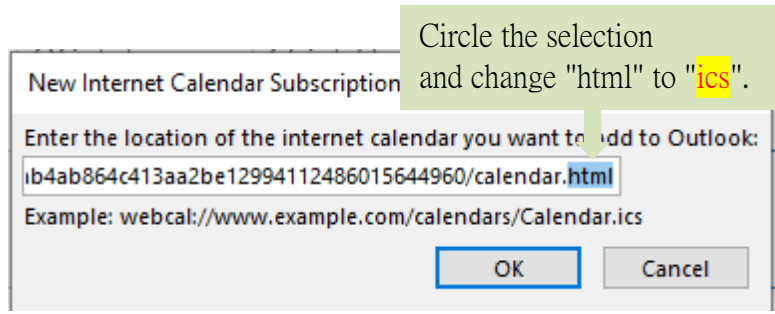 Circle the selection
and change "html" to "ics".
New Internet Calendar Subscription
Enter the location of the internet calendar you want to add to Outlook:
b4ab864c413aa2be12994112486015644960/calendar.html
Example: webcal://www.example.com/calendars/Calendar.ics
OK
Cancel